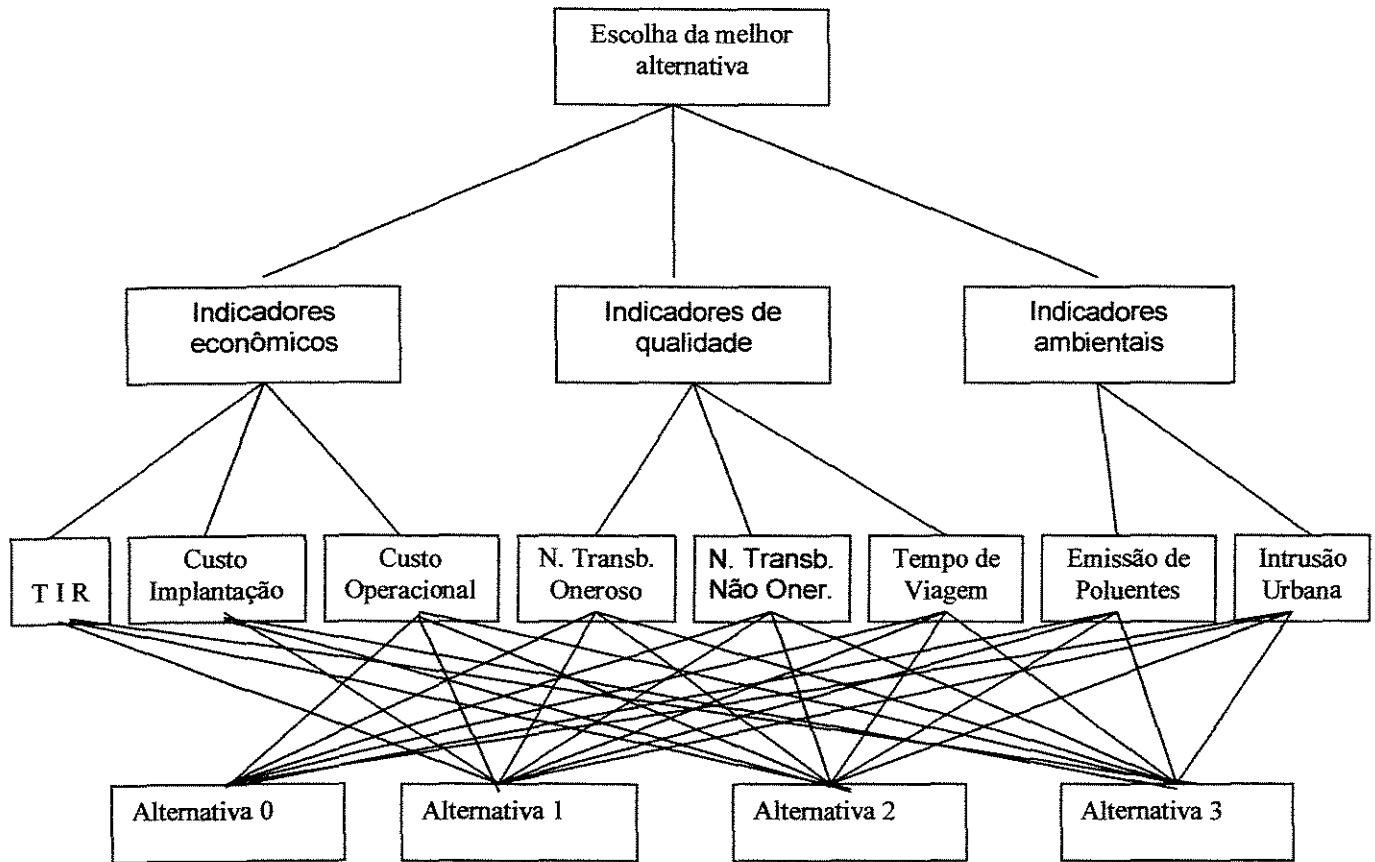 Escolha da melhor
alternativa
Indicadores
econômicos
Indicadores de
qualidade
Indicadores
ambientais
T I R
Custo
Implantação
Custo
Operacional
N. Transb.
Oneroso
N. Transb.
Não Oner.
Tempo de
Viagem
Emissão de
Poluentes
Intrusão
Urbana
Alternativa 0
Alternativa 1
Alternativa 2
Alternativa 3